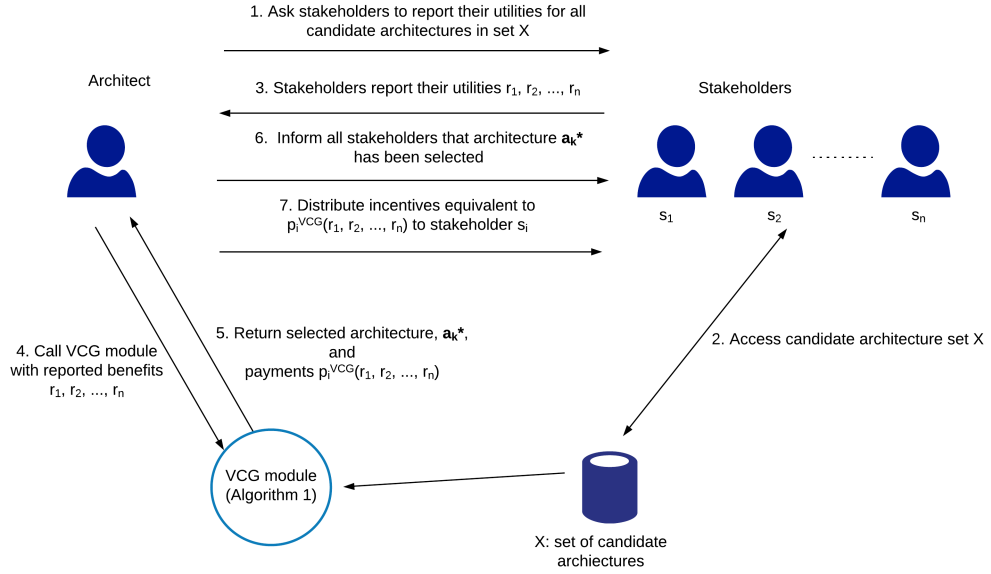 1. Ask stakeholders to report their utilities for all
candidate architectures in set X
Architect
3. Stakeholders report their utilities r₁, r₂, ..., rₙ
Stakeholders
6. Inform all stakeholders that architecture aₖ*
has been selected
7. Distribute incentives equivalent to
pᵢVCG(r₁, r₂, ..., rₙ) to stakeholder sᵢ
s₁
s₂
sₙ
5. Return selected architecture, aₖ*,
and
payments pᵢVCG(r₁, r₂, ..., rₙ)
2. Access candidate architecture set X
4. Call VCG module
with reported benefits
r₁, r₂, ..., rₙ
VCG module
(Algorithm 1)
X: set of candidate
archiectures